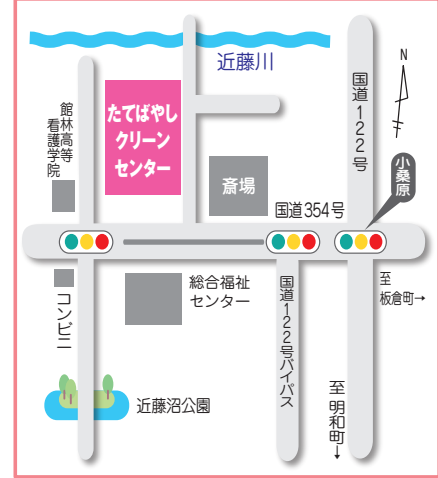 近藤川
N
国道122号
館林高等
看護学院
たてばやし
クリーン
センター
斎場
小桑原
国道354号
コンビニ
総合福祉
センター
国道122号バイパス
至
板倉町→
近藤沼公園
至 明和町→